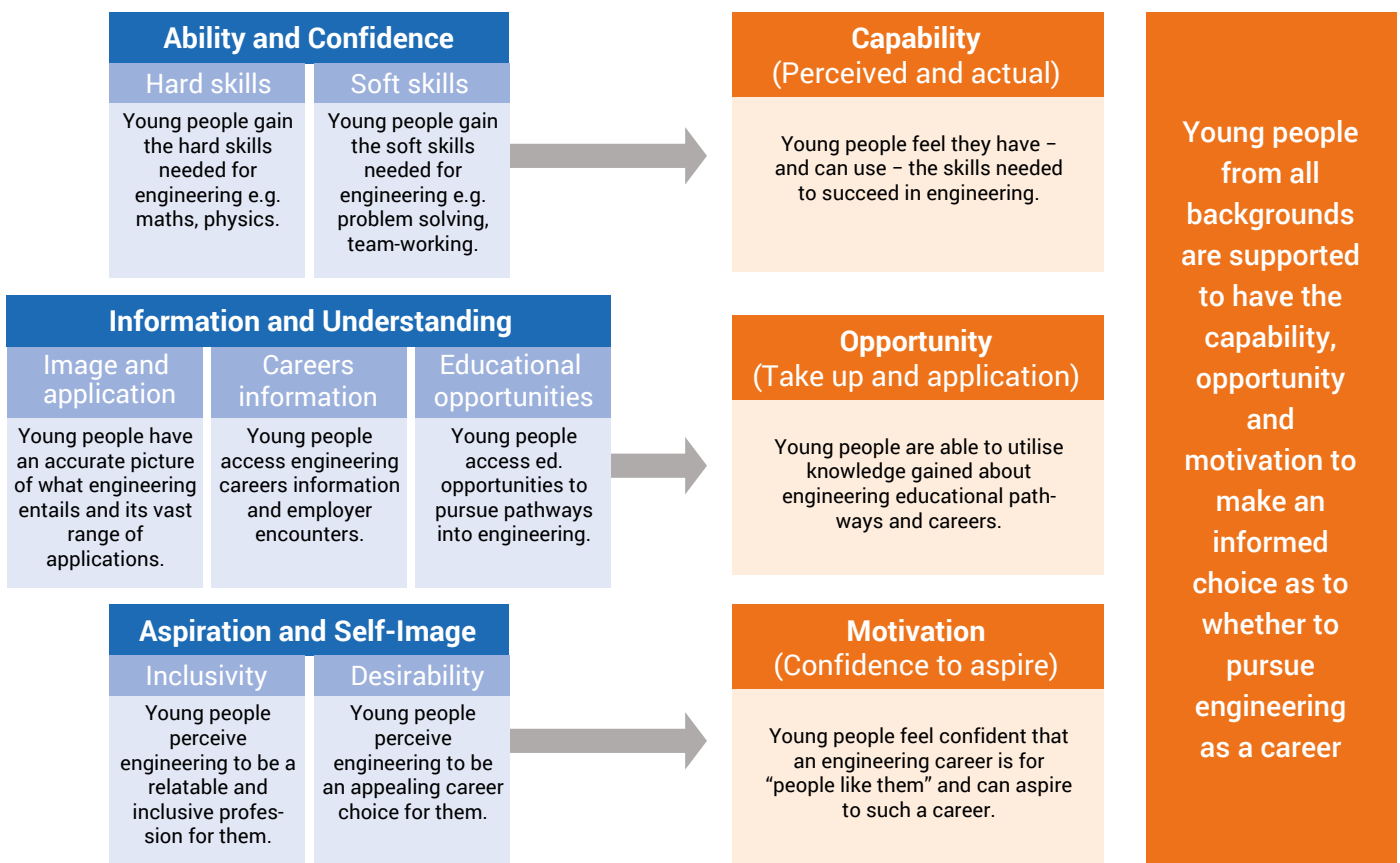 Ability and Confidence
Hard skills
Young people gain
the hard skills
needed for
engineering e.g.
maths, physics.
Soft skills
Young people gain
the soft skills
needed for
engineering e.g.
problem solving,
team-working.
Capability
(Perceived and actual)
Young people feel they have –
and can use – the skills needed
to succeed in engineering.
Information and Understanding
Image and
application
Young people have
an accurate picture
of what engineering
entails and its vast
range of
applications.
Careers
information
Young people
access engineering
careers information
and employer
encounters.
Educational
opportunities
Young people
access ed.
opportunities to
pursue pathways
into engineering.
Opportunity
(Take up and application)
Young people are able to utilise
knowledge gained about
engineering educational path-
ways and careers.
Aspiration and Self-Image
Inclusivity
Young people
perceive
engineering to be a
relatable and
inclusive profes-
sion for them.
Desirability
Young people
perceive
engineering to be
an appealing career
choice for them.
Motivation
(Confidence to aspire)
Young people feel confident that
an engineering career is for
“people like them” and can aspire
to such a career.
Young people
from all
backgrounds
are supported
to have the
capability,
opportunity
and
motivation to
make an
informed
choice as to
whether to
pursue
engineering
as a career